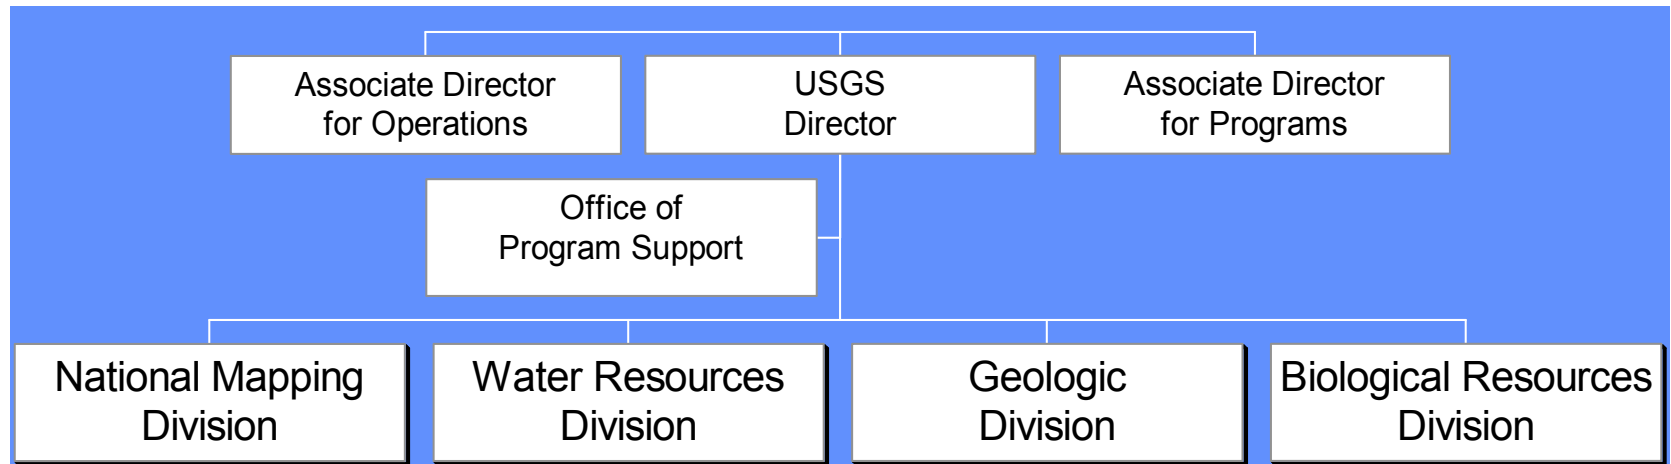 Associate Director
for Operations
USGS
Director
Associate Director
for Programs
Office of
Program Support
National Mapping
Division
Water Resources
Division
Geologic
Division
Biological Resources
Division